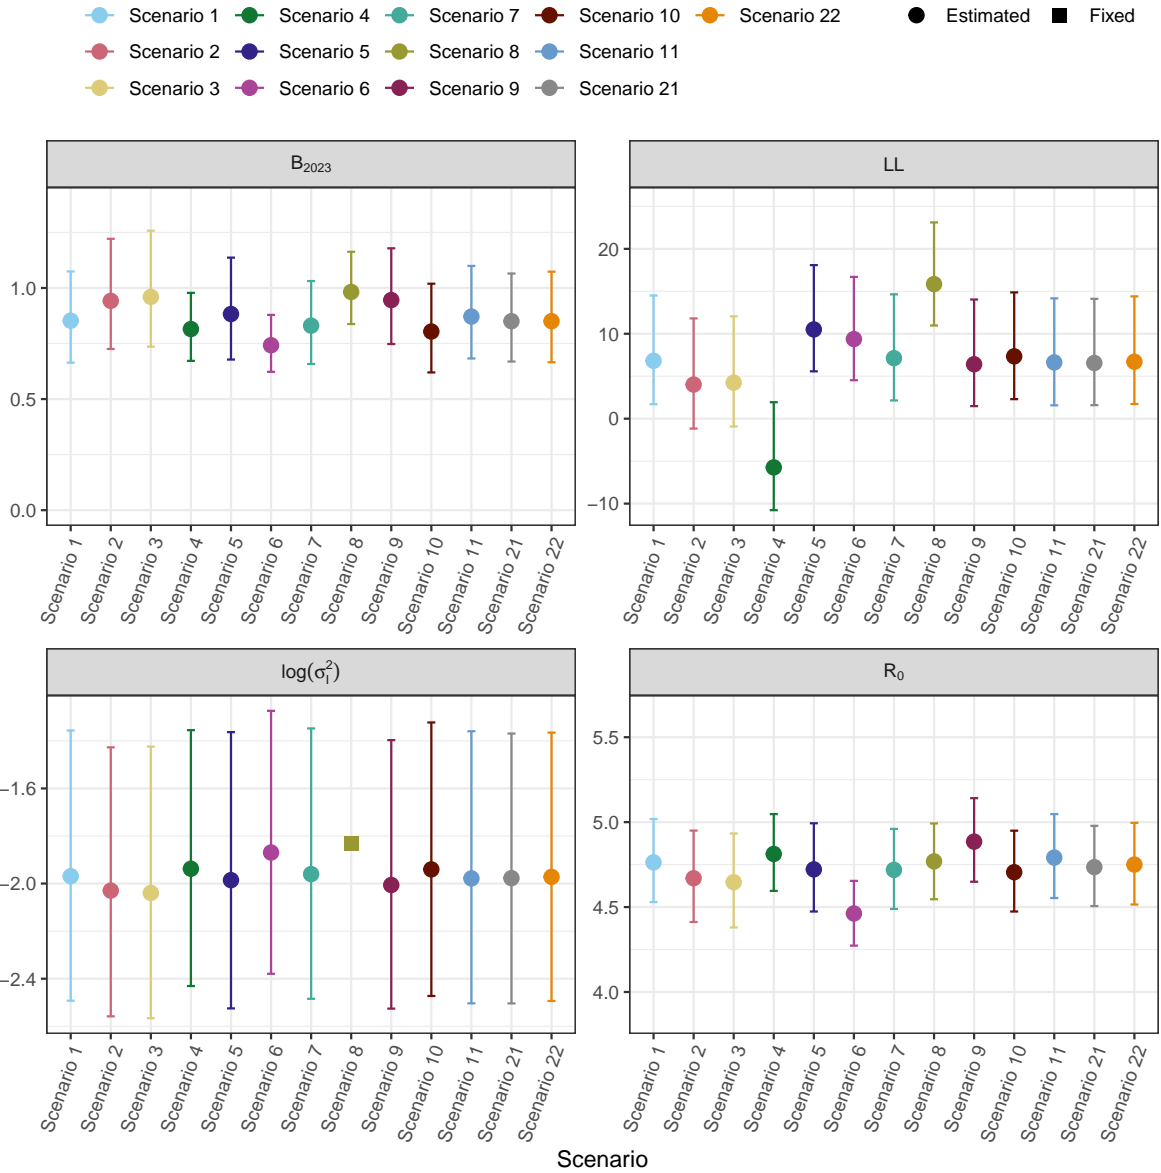 Scenario 1 Scenario 4 Scenario 7 Scenario 10 Scenario 22 Estimated Fixed
Scenario 2 Scenario 5 Scenario 8 Scenario 11
Scenario 3 Scenario 6 Scenario 9 Scenario 21
B₂₀₂₃
1.0
0.5
0.0
Scenario 1 Scenario 2 Scenario 3 Scenario 4 Scenario 5 Scenario 6 Scenario 7 Scenario 8 Scenario 9 Scenario 10 Scenario 11 Scenario 21 Scenario 22
LL
20
10
0
−10
Scenario 1 Scenario 2 Scenario 3 Scenario 4 Scenario 5 Scenario 6 Scenario 7 Scenario 8 Scenario 9 Scenario 10 Scenario 11 Scenario 21 Scenario 22
log(σ_I^2)
−1.6
−2.0
−2.4
Scenario 1 Scenario 2 Scenario 3 Scenario 4 Scenario 5 Scenario 6 Scenario 7 Scenario 8 Scenario 9 Scenario 10 Scenario 11 Scenario 21 Scenario 22
R₀
5.5
5.0
4.5
4.0
Scenario 1 Scenario 2 Scenario 3 Scenario 4 Scenario 5 Scenario 6 Scenario 7 Scenario 8 Scenario 9 Scenario 10 Scenario 11 Scenario 21 Scenario 22
Scenario